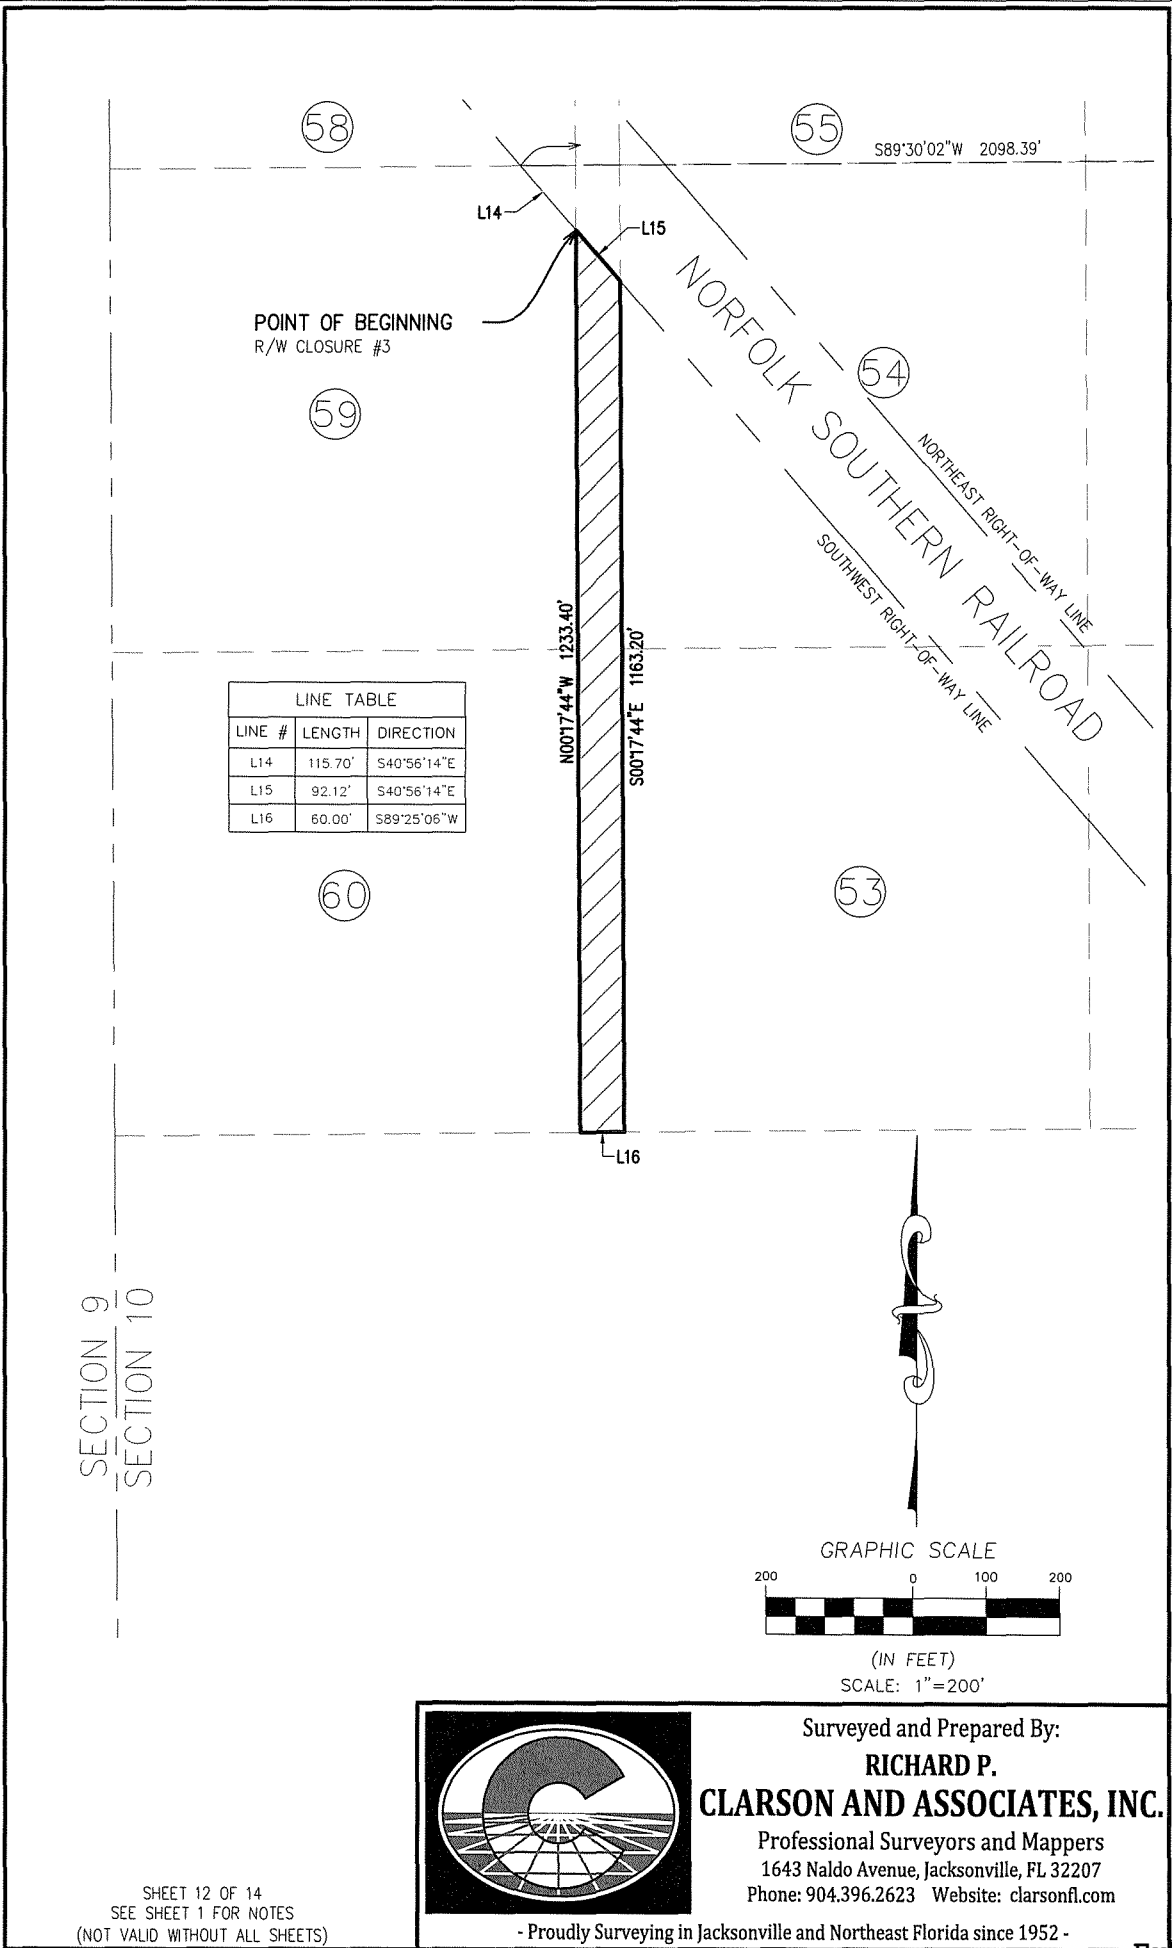 58
55
S89°30'02"W 2098.39'
L14
L15
POINT OF BEGINNING
R/W CLOSURE #3
NORFOLK SOUTHERN RAILROAD
54
59
NORTHEAST RIGHT-OF-WAY LINE
SOUTHWEST RIGHT-OF-WAY LINE
N00°17'44"W 1233.40'
S00°17'44"E 1163.20'
LINE TABLE
LINE # LENGTH DIRECTION
L14 115.70' S40°56'14"E
L15 92.12' S40°56'14"E
L16 60.00' S89°25'06"W
60
53
L16
SECTION 9
SECTION 10
GRAPHIC SCALE
200 0 100 200
(IN FEET)
SCALE: 1"=200'
Surveyed and Prepared By:
RICHARD P.
CLARSON AND ASSOCIATES, INC.
Professional Surveyors and Mappers
1643 Naldo Avenue, Jacksonville, FL 32207
Phone: 904.396.2623 Website: clarsonfl.com
- Proudly Surveying in Jacksonville and Northeast Florida since 1952 -
SHEET 12 OF 14
SEE SHEET 1 FOR NOTES
(NOT VALID WITHOUT ALL SHEETS)